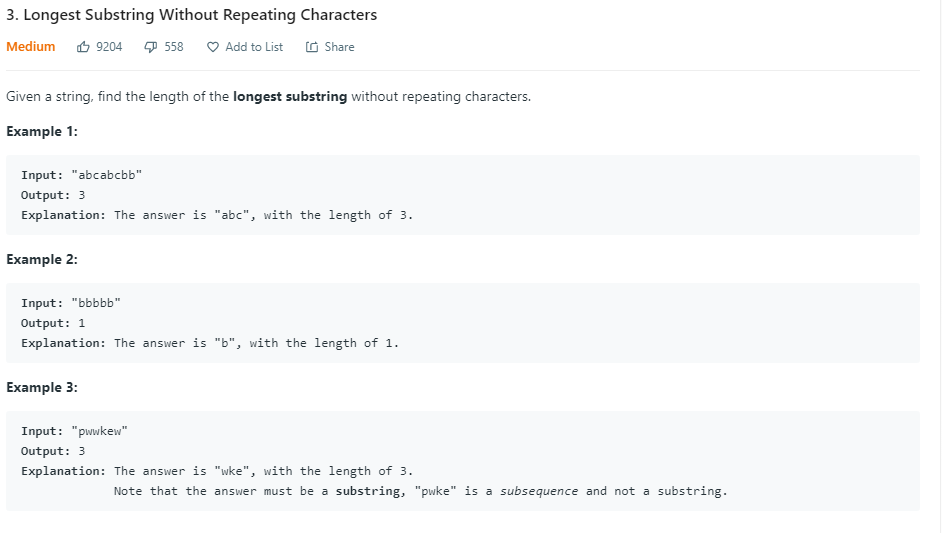 3. Longest Substring Without Repeating Characters
Medium 9204 558 Add to List Share
Given a string, find the length of the longest substring without repeating characters.
Example 1:
Input: "abcabcbb"
Output: 3
Explanation: The answer is "abc", with the length of 3.
Example 2:
Input: "bbbbb"
Output: 1
Explanation: The answer is "b", with the length of 1.
Example 3:
Input: "pwwkew"
Output: 3
Explanation: The answer is "wke", with the length of 3.
Note that the answer must be a substring, "pwke" is a subsequence and not a substring.